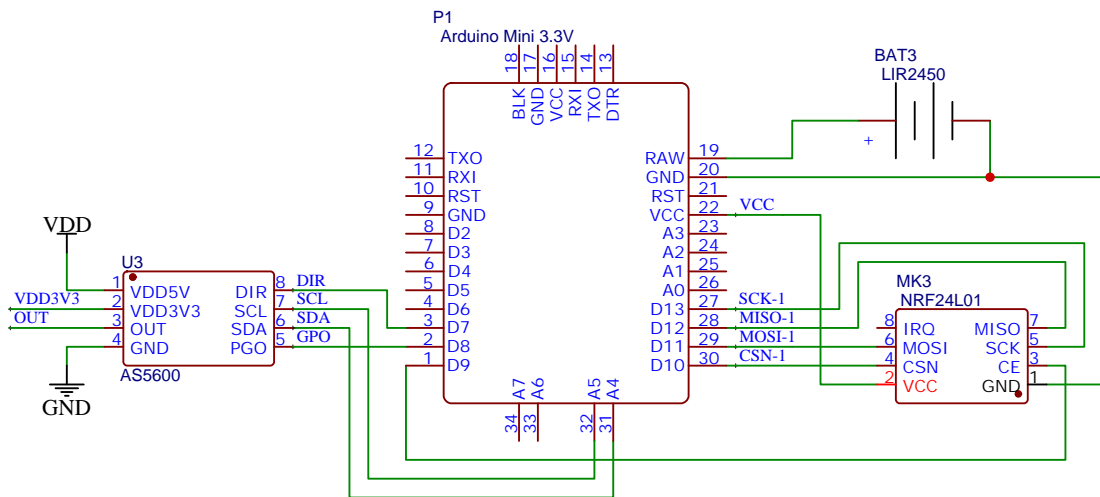 P1
Arduino Mini 3.3V
18 17 16 15 14 13
BLK GND VCC RXI TXO DTR
12 TXO
11 RXI
10 RST
9 GND
8 D2
7 D3
6 D4
5 D5
4 D6
3 D7
2 D8
1 D9
RAW 19
GND 20
RST 21
VCC 22
A3 23
A2 24
A1 25
A0 26
D13 27
D12 28
D11 29
D10 30
A7 A6 A5 A4
34 33 32 31
BAT3
LIR2450
+
VCC
SCK-1
MISO-1
MOSI-1
CSN-1
MK3
NRF24L01
8 IRQ MISO 7
6 MOSI SCK 5
4 CSN CE 3
2 VCC GND 1
VDD
U3
1 VDD5V DIR 8 DIR
VDD3V3 2 VDD3V3 SCL 7 SCL
OUT 3 OUT SDA 6 SDA
4 GND PGO 5 GPO
AS5600
GND